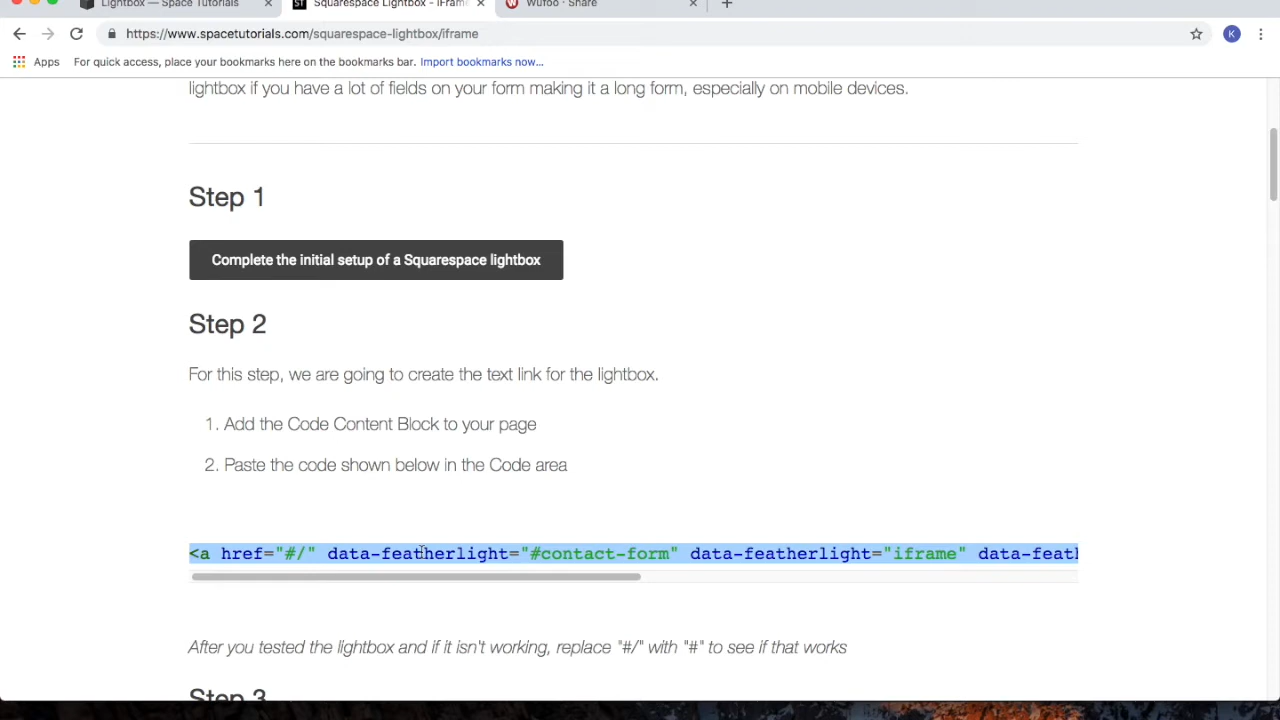 Lightbox — Space Tutorials
ST Squarespace Lightbox - iFram
Wufoo · Share
https://www.spacetutorials.com/squarespace-lightbox/iframe
K
Apps For quick access, place your bookmarks here on the bookmarks bar. Import bookmarks now...
lightbox if you have a lot of fields on your form making it a long form, especially on mobile devices.
Step 1
Complete the initial setup of a Squarespace lightbox
Step 2
For this step, we are going to create the text link for the lightbox.
1. Add the Code Content Block to your page
2. Paste the code shown below in the Code area
<a href="#/" data-featherlight="#contact-form" data-featherlight="iframe" data-feath
After you tested the lightbox and if it isn't working, replace "#/" with "#" to see if that works
Step 3